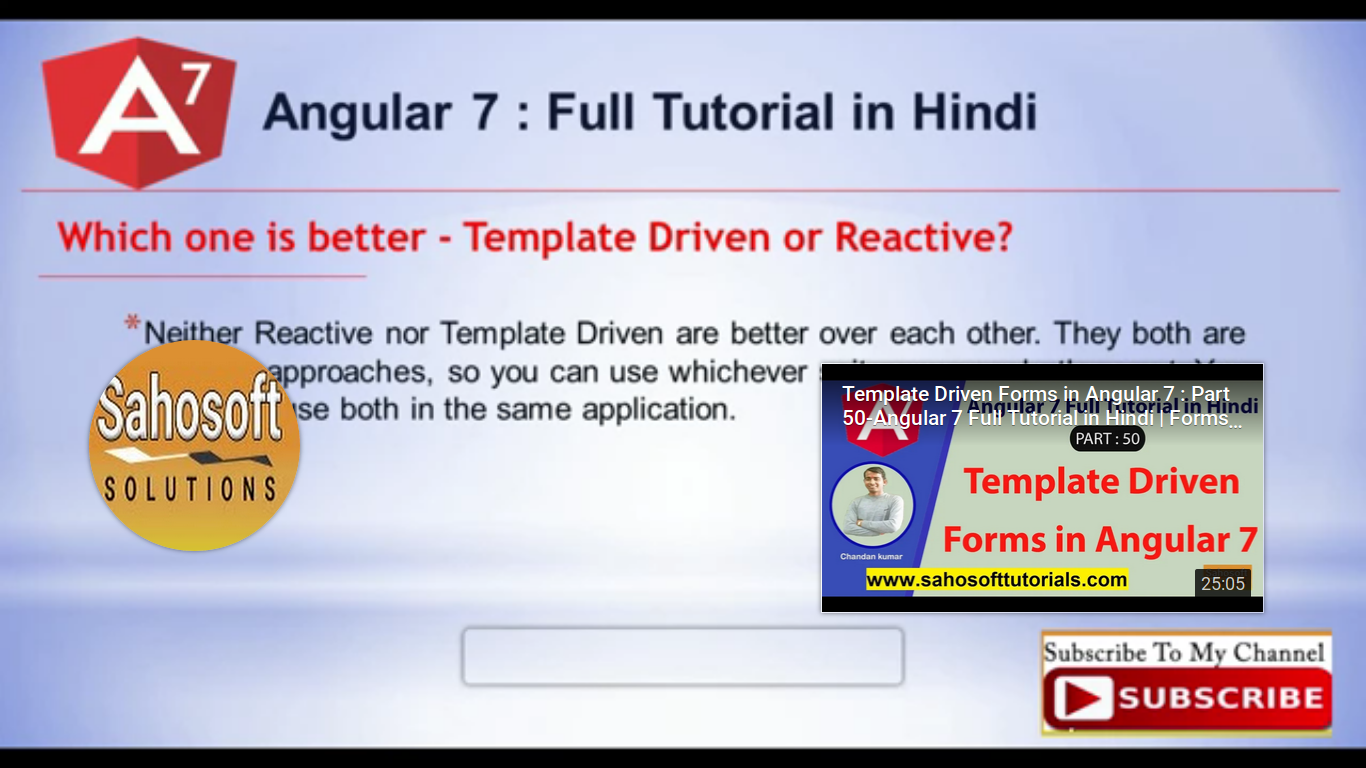 A7
Angular 7 : Full Tutorial in Hindi
Which one is better - Template Driven or Reactive?
*Neither Reactive nor Template Driven are better over each other. They both are
approaches, so you can use whichever
use both in the same application.
Sahosoft
SOLUTIONS
Template Driven Forms in Angular 7 : Part
50-Angular 7 Full Tutorial in Hindi | Forms...
Angular 7 Full Tutorial in Hindi
PART : 50
Template Driven
Forms in Angular 7
Chandan kumar
www.sahosofttutorials.com
25:05
Subscribe To My Channel
SUBSCRIBE